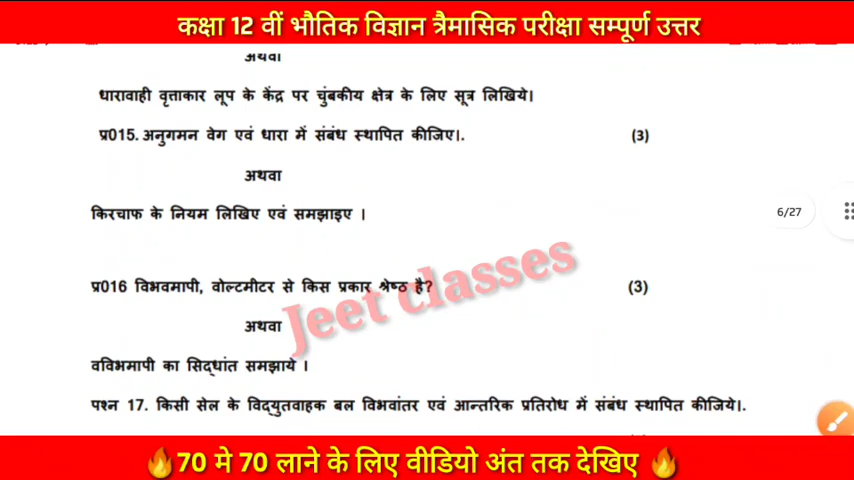 कक्षा 12 वीं भौतिक विज्ञान त्रैमासिक परीक्षा सम्पूर्ण उत्तर
अथवा
धारावाही वृत्ताकार लूप के केंद्र पर चुंबकीय क्षेत्र के लिए सूत्र लिखिये।
प्र015. अनुगमन वेग एवं धारा में संबंध स्थापित कीजिए।. (3)
अथवा
किरचाफ के नियम लिखिए एवं समझाइए ।
6/27
प्र016 विभवमापी, वोल्टमीटर से किस प्रकार श्रेष्ठ है? (3)
Jeet classes
अथवा
वविभमापी का सिद्धांत समझाये ।
पश्न 17. किसी सेल के विद्युतवाहक बल विभवांतर एवं आन्तरिक प्रतिरोध में संबंध स्थापित कीजिये।.
🔥70 मे 70 लाने के लिए वीडियो अंत तक देखिए 🔥